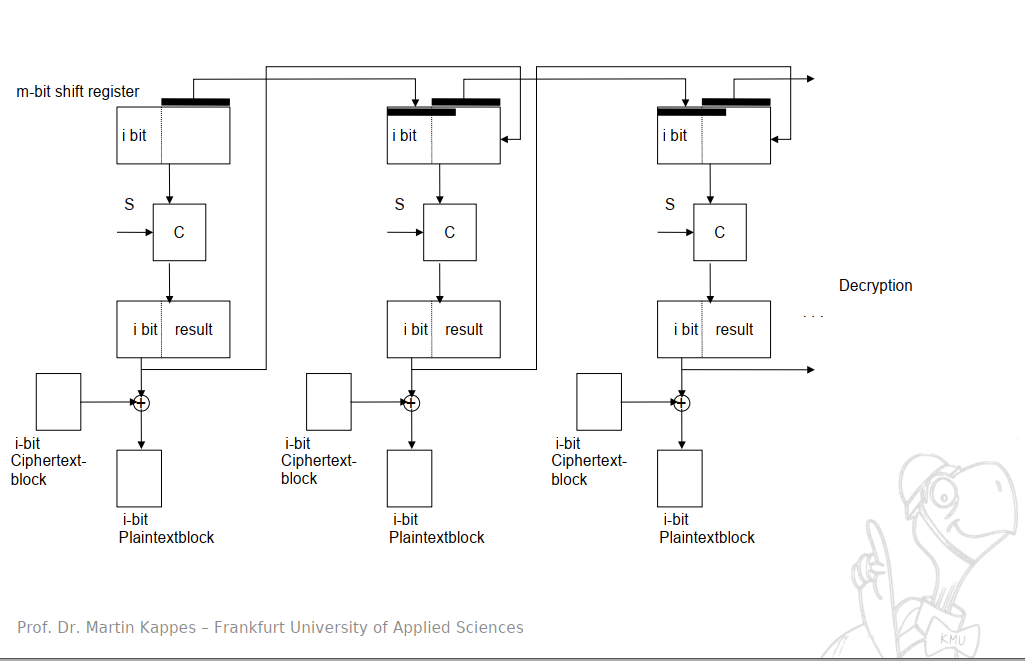 m-bit shift register
i bit
i bit
i bit
S
S
S
C
C
C
Decryption
. . .
i bit result
i bit result
i bit result
i-bit
Ciphertext-
block
i-bit
Ciphertext-
block
i-bit
Ciphertext-
block
i-bit
Plaintextblock
i-bit
Plaintextblock
i-bit
Plaintextblock
KMU
Prof. Dr. Martin Kappes – Frankfurt University of Applied Sciences